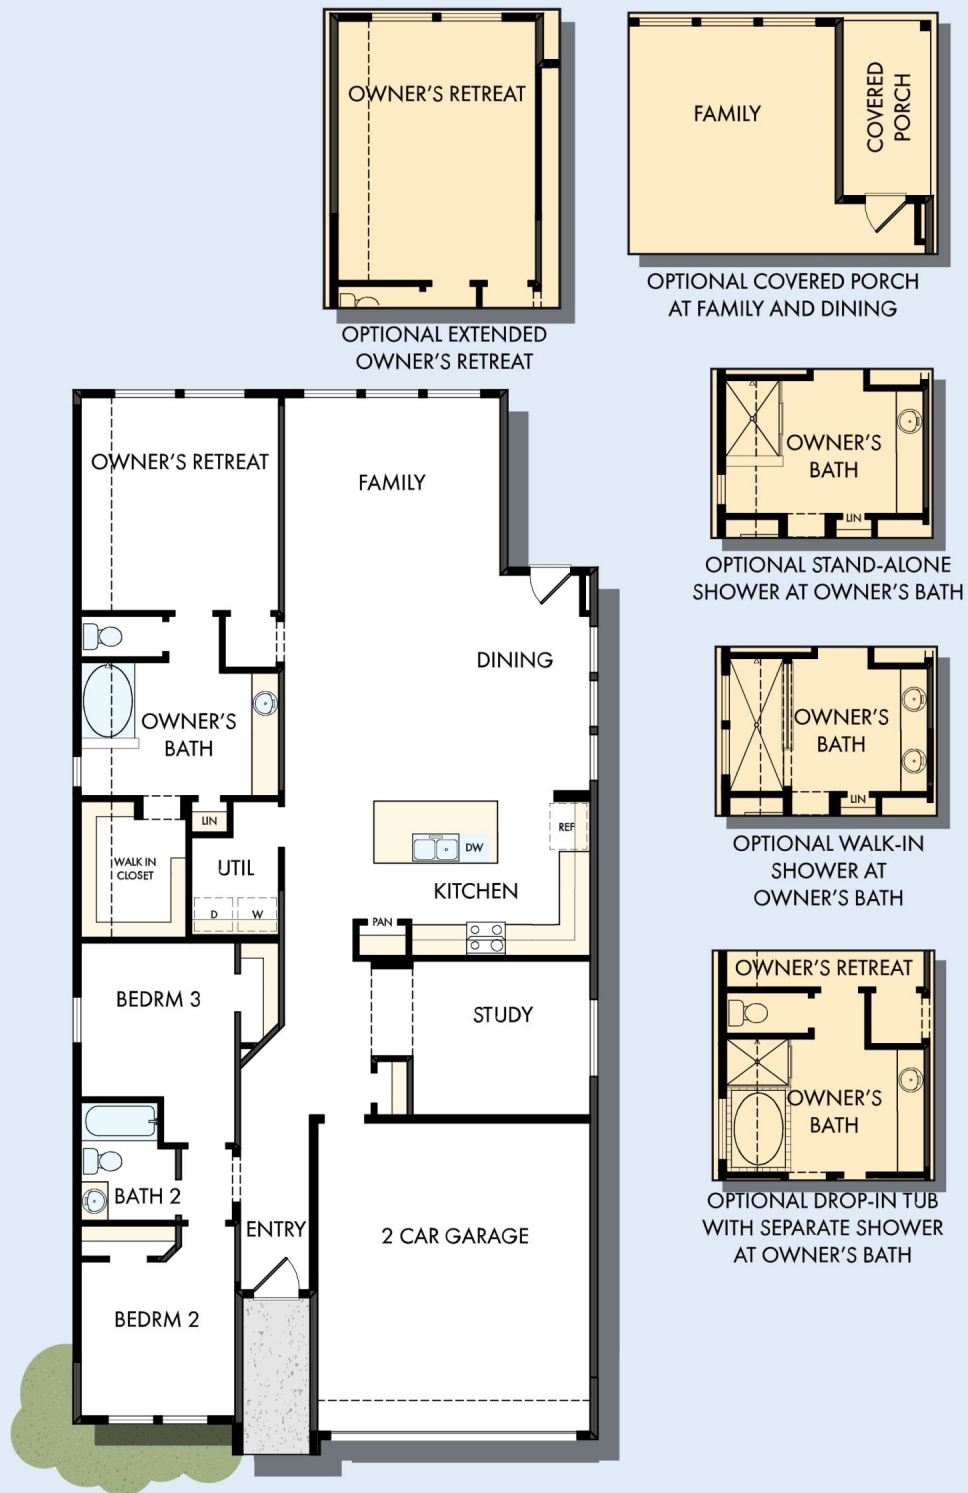 OWNER'S RETREAT
OPTIONAL EXTENDED
OWNER'S RETREAT
FAMILY
COVERED
PORCH
OPTIONAL COVERED PORCH
AT FAMILY AND DINING
OWNER'S RETREAT
FAMILY
DINING
OWNER'S
BATH
LIN
WALK IN
CLOSET
UTIL
D
W
DW
REF
KITCHEN
PAN
BEDRM 3
STUDY
BATH 2
ENTRY
2 CAR GARAGE
BEDRM 2
OWNER'S
BATH
LIN
OPTIONAL STAND-ALONE
SHOWER AT OWNER'S BATH
OWNER'S
BATH
LIN
OPTIONAL WALK-IN
SHOWER AT
OWNER'S BATH
OWNER'S RETREAT
OWNER'S
BATH
OPTIONAL DROP-IN TUB
WITH SEPARATE SHOWER
AT OWNER'S BATH